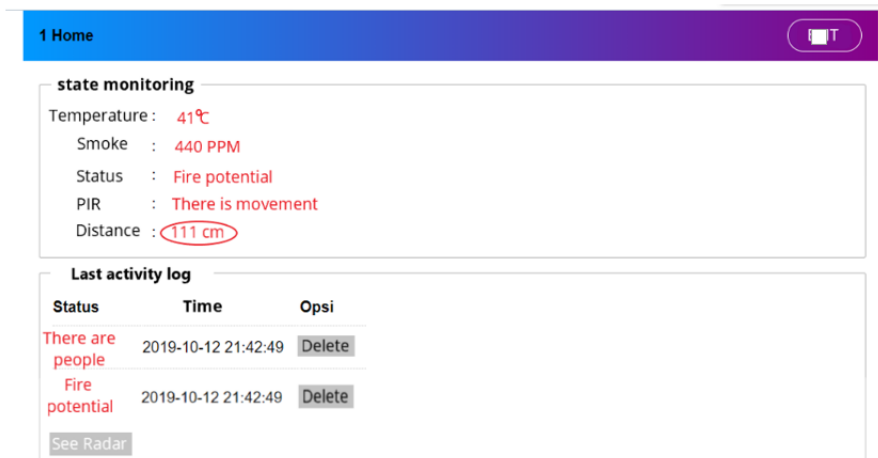 1 Home
state monitoring
Temperature : 41℃
Smoke : 440 PPM
Status : Fire potential
PIR : There is movement
Distance : 111 cm
Last activity log
Status Time Opsi
There are people 2019-10-12 21:42:49 Delete
Fire potential 2019-10-12 21:42:49 Delete
See Radar